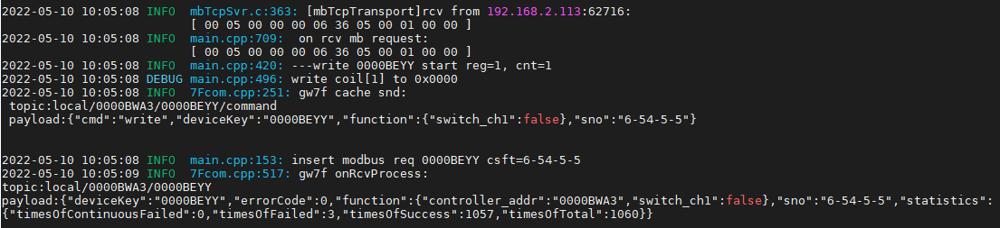 2022-05-10 10:05:08 INFO  mbTcpSvr.c:363: [mbTcpTransport]rcv from 192.168.2.113:62716:
[ 00 05 00 00 00 06 36 05 00 01 00 00 ]
2022-05-10 10:05:08 INFO  main.cpp:709:  on rcv mb request:
[ 00 05 00 00 00 06 36 05 00 01 00 00 ]
2022-05-10 10:05:08 INFO  main.cpp:420: ---write 0000BEYY start reg=1, cnt=1
2022-05-10 10:05:08 DEBUG main.cpp:496: write coil[1] to 0x0000
2022-05-10 10:05:08 INFO  7Fcom.cpp:251: gw7f cache snd:
topic:local/0000BWA3/0000BEYY/command
payload:{"cmd":"write","deviceKey":"0000BEYY","function":{"switch_ch1":false},"sno":"6-54-5-5"}
2022-05-10 10:05:08 INFO  main.cpp:153: insert modbus req 0000BEYY csft=6-54-5-5
2022-05-10 10:05:09 INFO  7Fcom.cpp:517: gw7f onRcvProcess:
topic:local/0000BWA3/0000BEYY
payload:{"deviceKey":"0000BEYY","errorCode":0,"function":{"controller_addr":"0000BWA3","switch_ch1":false},"sno":"6-54-5-5","statistics":
{"timesOfContinuousFailed":0,"timesOfFailed":3,"timesOfSuccess":1057,"timesOfTotal":1060}}